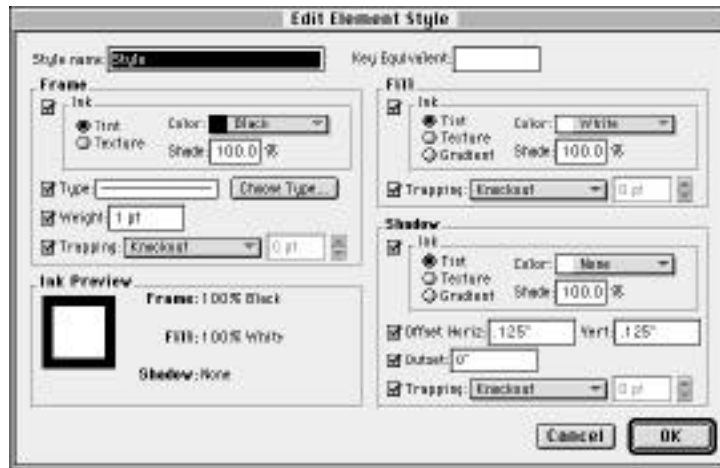 Edit Element Style
Style name: Style
Key Equivalent:
Frame
Ink
Tint
Texture
Color: Black
Shade: 100.0 %
Type:
Choose Type...
Weight: 1 pt
Trapping: Knockout 0 pt
Ink Preview
Frame: 100% Black
Fill: 100% White
Shadow: None
Fill
Ink
Tint
Texture
Gradient
Color: White
Shade: 100.0 %
Trapping: Knockout 0 pt
Shadow
Ink
Tint
Texture
Gradient
Color: None
Shade: 100.0 %
Offset Horiz: .125" Vert: .125"
Outset: 0"
Trapping: Knockout 0 pt
Cancel
OK